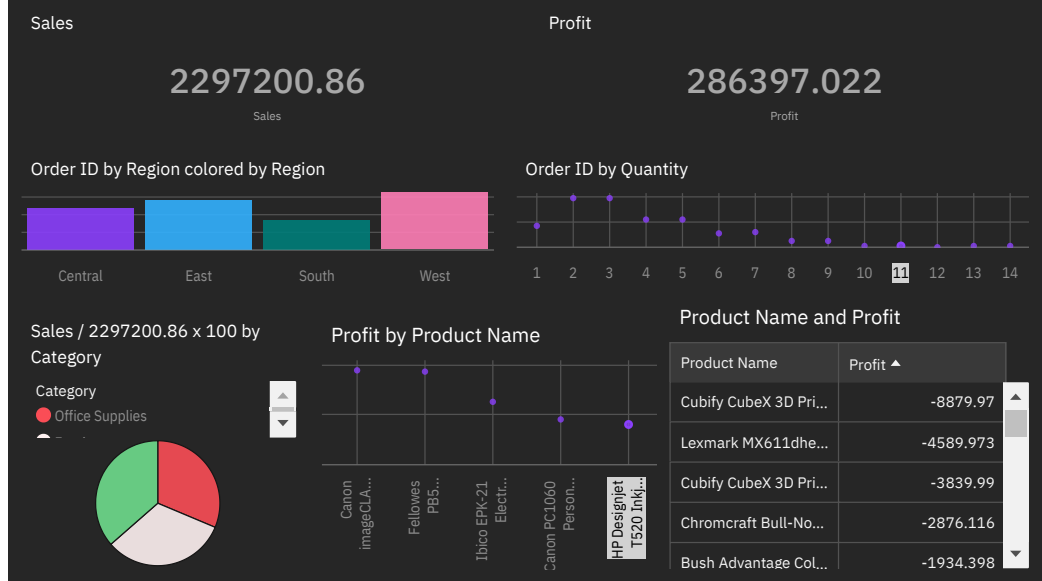 Sales
Profit
2297200.86
Sales
286397.022
Profit
Order ID by Region colored by Region
Order ID by Quantity
Central
East
South
West
1
2
3
4
5
6
7
8
9
10
11
12
13
14
Sales / 2297200.86 x 100 by
Category
Category
Office Supplies
Profit by Product Name
Canon
imageCLA...
Fellowes
PB5...
Ibico EPK-21
Electr...
Canon PC1060
Person...
HP Designjet
T520 Inkj...
Product Name and Profit
Product Name
Profit
Cubify CubeX 3D Pri...
-8879.97
Lexmark MX611dhe...
-4589.973
Cubify CubeX 3D Pri...
-3839.99
Chromcraft Bull-No...
-2876.116
Bush Advantage Col...
-1934.398